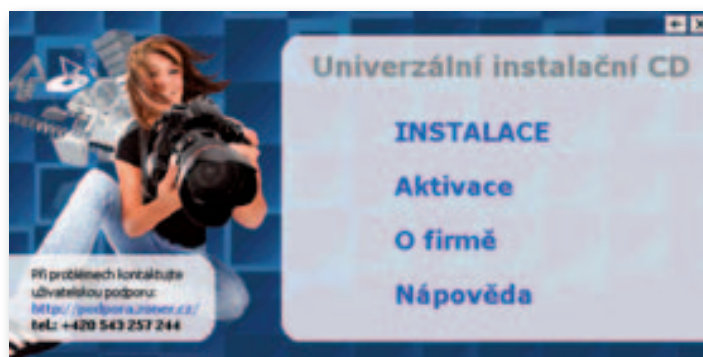 Univerzální instalační CD
INSTALACE
Aktivace
O firmě
Nápověda
Při problémech kontaktujte
uživatelskou podporu:
http://podpora.zoner.cz/
tel.: +420 543 257 244